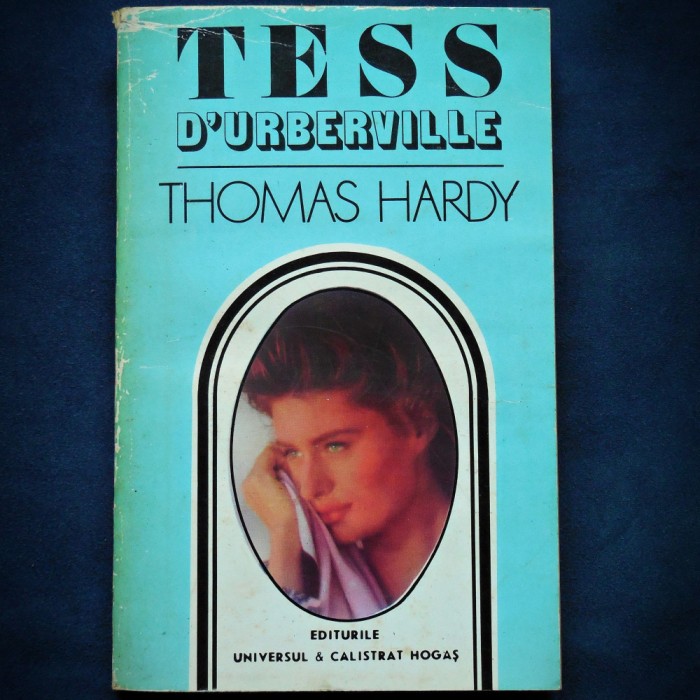 TESS
D'URBERVILLE
THOMAS HARDY
EDITURILE
UNIVERSUL & CALISTRAT HOGAŞ